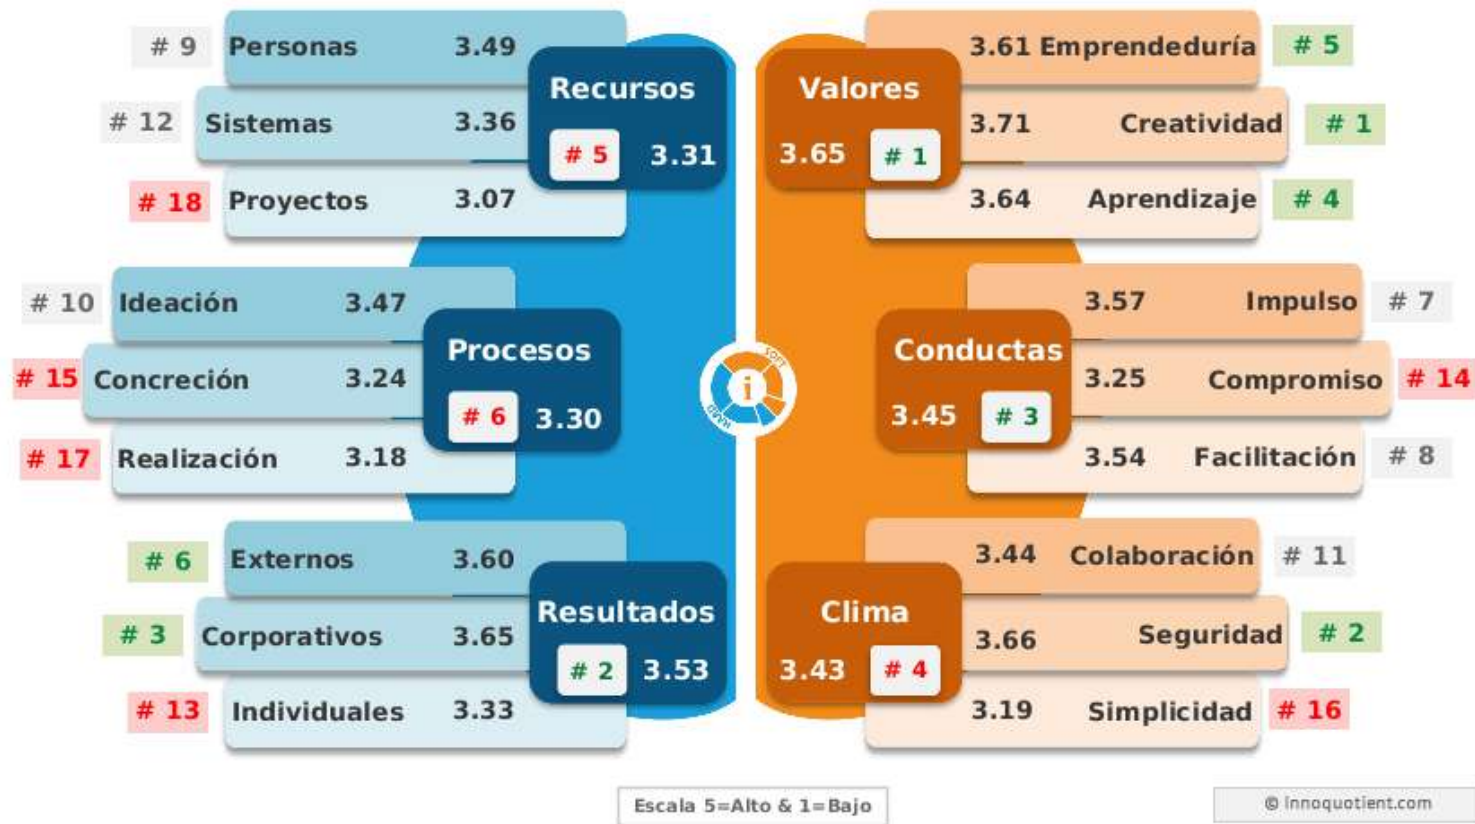 # 9 Personas 3.49
# 12 Sistemas 3.36
# 18 Proyectos 3.07
Recursos
# 5 3.31
# 10 Ideación 3.47
# 15 Concreción 3.24
# 17 Realización 3.18
Procesos
# 6 3.30
# 6 Externos 3.60
# 3 Corporativos 3.65
# 13 Individuales 3.33
Resultados
# 2 3.53
HARD
i
SOFT
Valores
3.65 # 1
3.61 Emprendeduría # 5
3.71 Creatividad # 1
3.64 Aprendizaje # 4
Conductas
3.45 # 3
3.57 Impulso # 7
3.25 Compromiso # 14
3.54 Facilitación # 8
Clima
3.43 # 4
3.44 Colaboración # 11
3.66 Seguridad # 2
3.19 Simplicidad # 16
Escala 5=Alto & 1=Bajo
© innoquotient.com